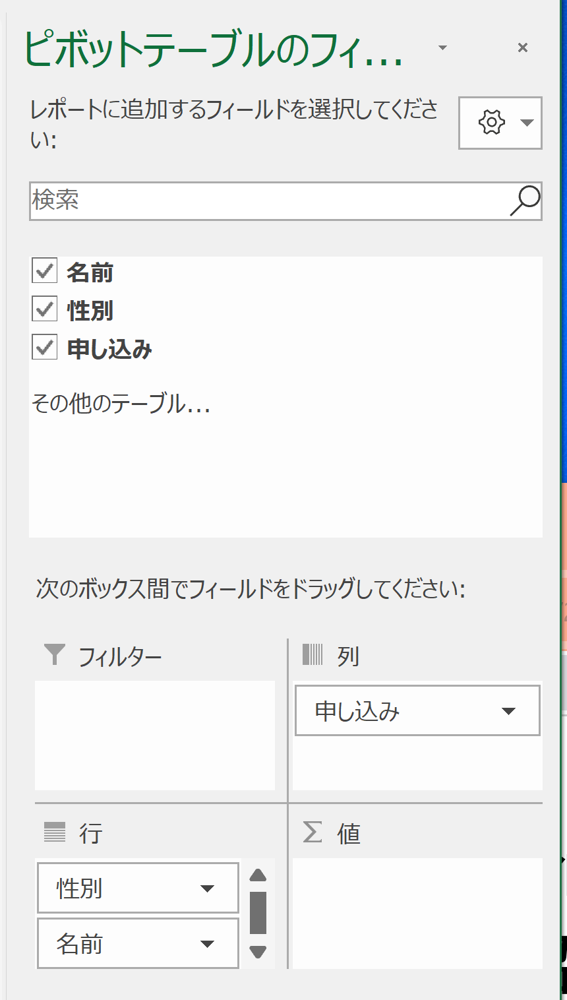 ピボットテーブルのフィ...
レポートに追加するフィールドを選択してくださ
い:
検索
名前
性別
申し込み
その他のテーブル...
次のボックス間でフィールドをドラッグしてください:
フィルター
列
申し込み
行
Σ 値
性別
名前